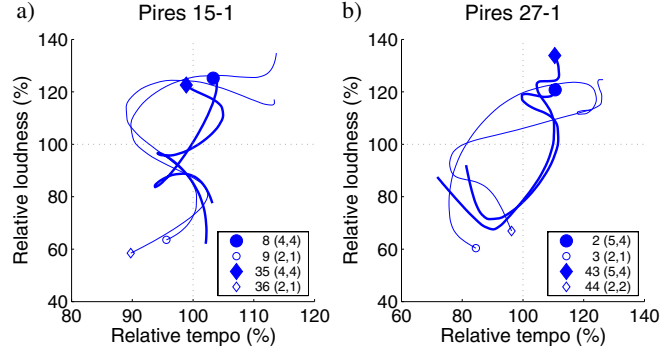 a) Pires 15-1
140
120
100
80
60
40
80 90 100 110 120
Relative loudness (%)
Relative tempo (%)
8 (4,4)
9 (2,1)
35 (4,4)
36 (2,1)
b) Pires 27-1
140
120
100
80
60
40
60 80 100 120 140
Relative loudness (%)
Relative tempo (%)
2 (5,4)
3 (2,1)
43 (5,4)
44 (2,2)